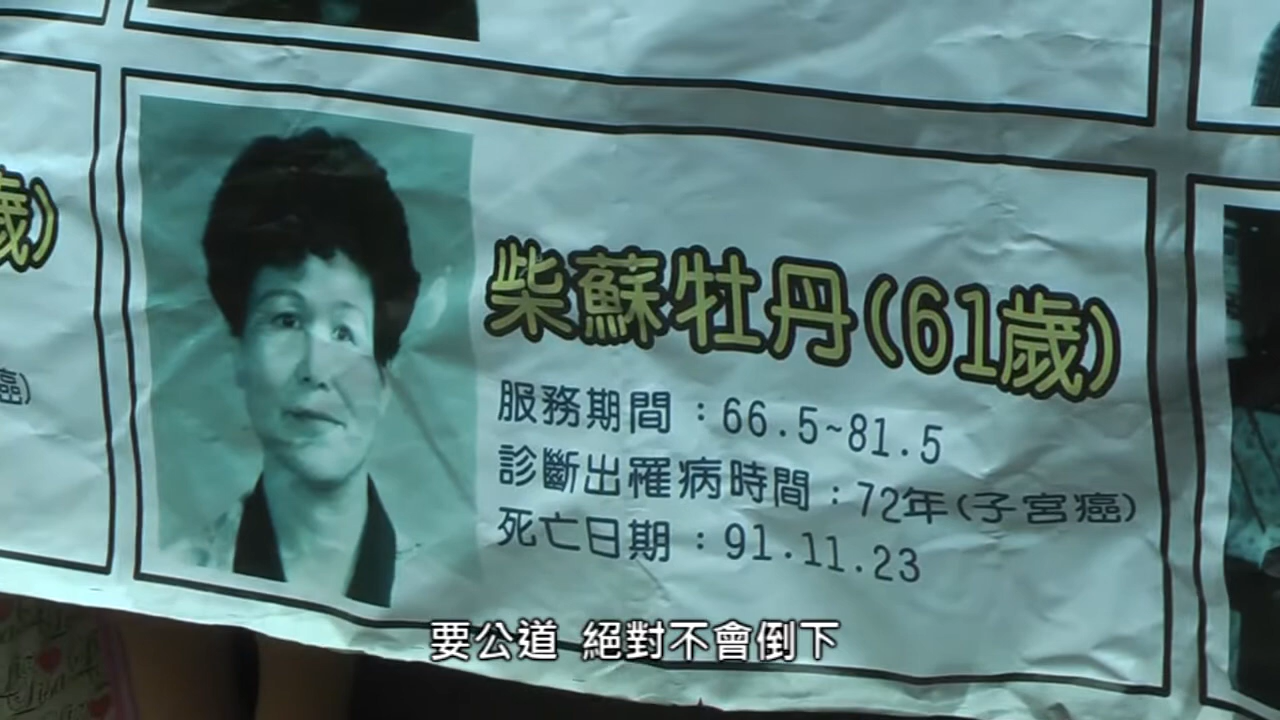 歲)
癌)
柴蘇牡丹(61歲)
服務期間：66.5~81.5
診斷出罹病時間：72年(子宮癌)
死亡日期：91.11.23
要公道 絕對不會倒下